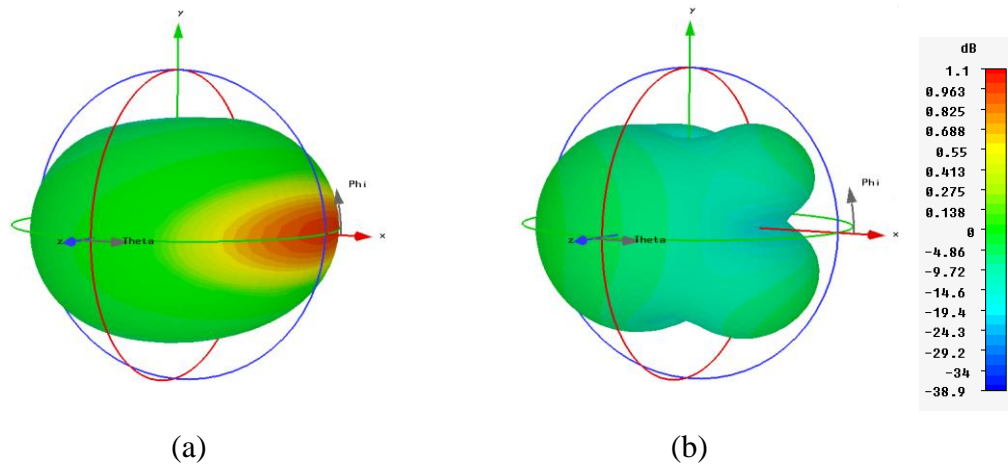 y
Phi
x
z
Theta
(a)
y
Phi
x
z
Theta
(b)
dB
1.1
0.963
0.825
0.688
0.55
0.413
0.275
0.138
0
-4.86
-9.72
-14.6
-19.4
-24.3
-29.2
-34
-38.9